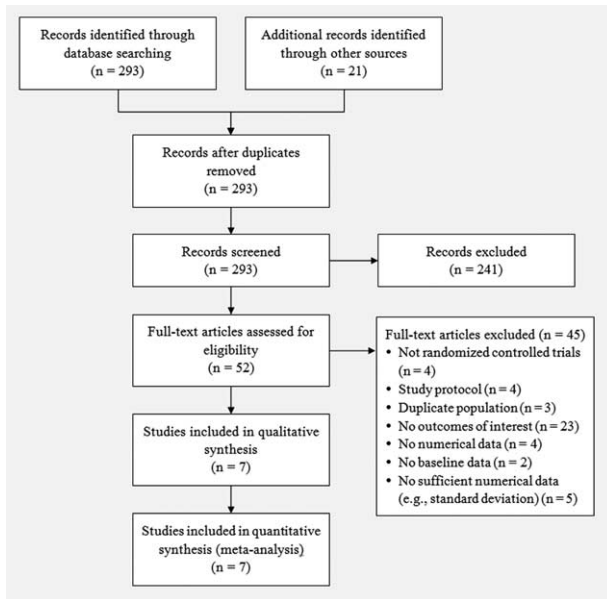 Records identified through
database searching
(n = 293)
Additional records identified
through other sources
(n = 21)
Records after duplicates
removed
(n = 293)
Records screened
(n = 293)
Records excluded
(n = 241)
Full-text articles assessed for
eligibility
(n = 52)
Full-text articles excluded (n = 45)
• Not randomized controlled trials
(n = 4)
• Study protocol (n = 4)
• Duplicate population (n = 3)
• No outcomes of interest (n = 23)
• No numerical data (n = 4)
• No baseline data (n = 2)
• No sufficient numerical data
(e.g., standard deviation) (n = 5)
Studies included in qualitative
synthesis
(n = 7)
Studies included in quantitative
synthesis (meta-analysis)
(n = 7)